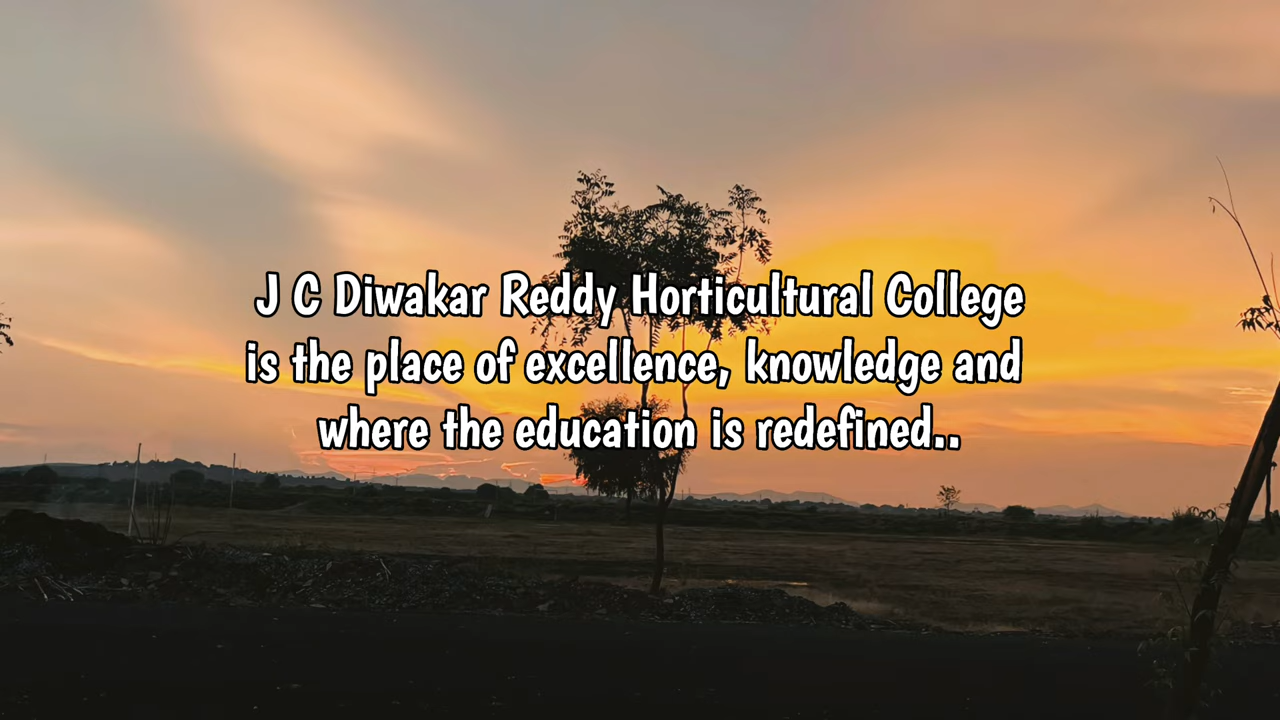 J C Diwakar Reddy Horticultural College
is the place of excellence, knowledge and
where the education is redefined..